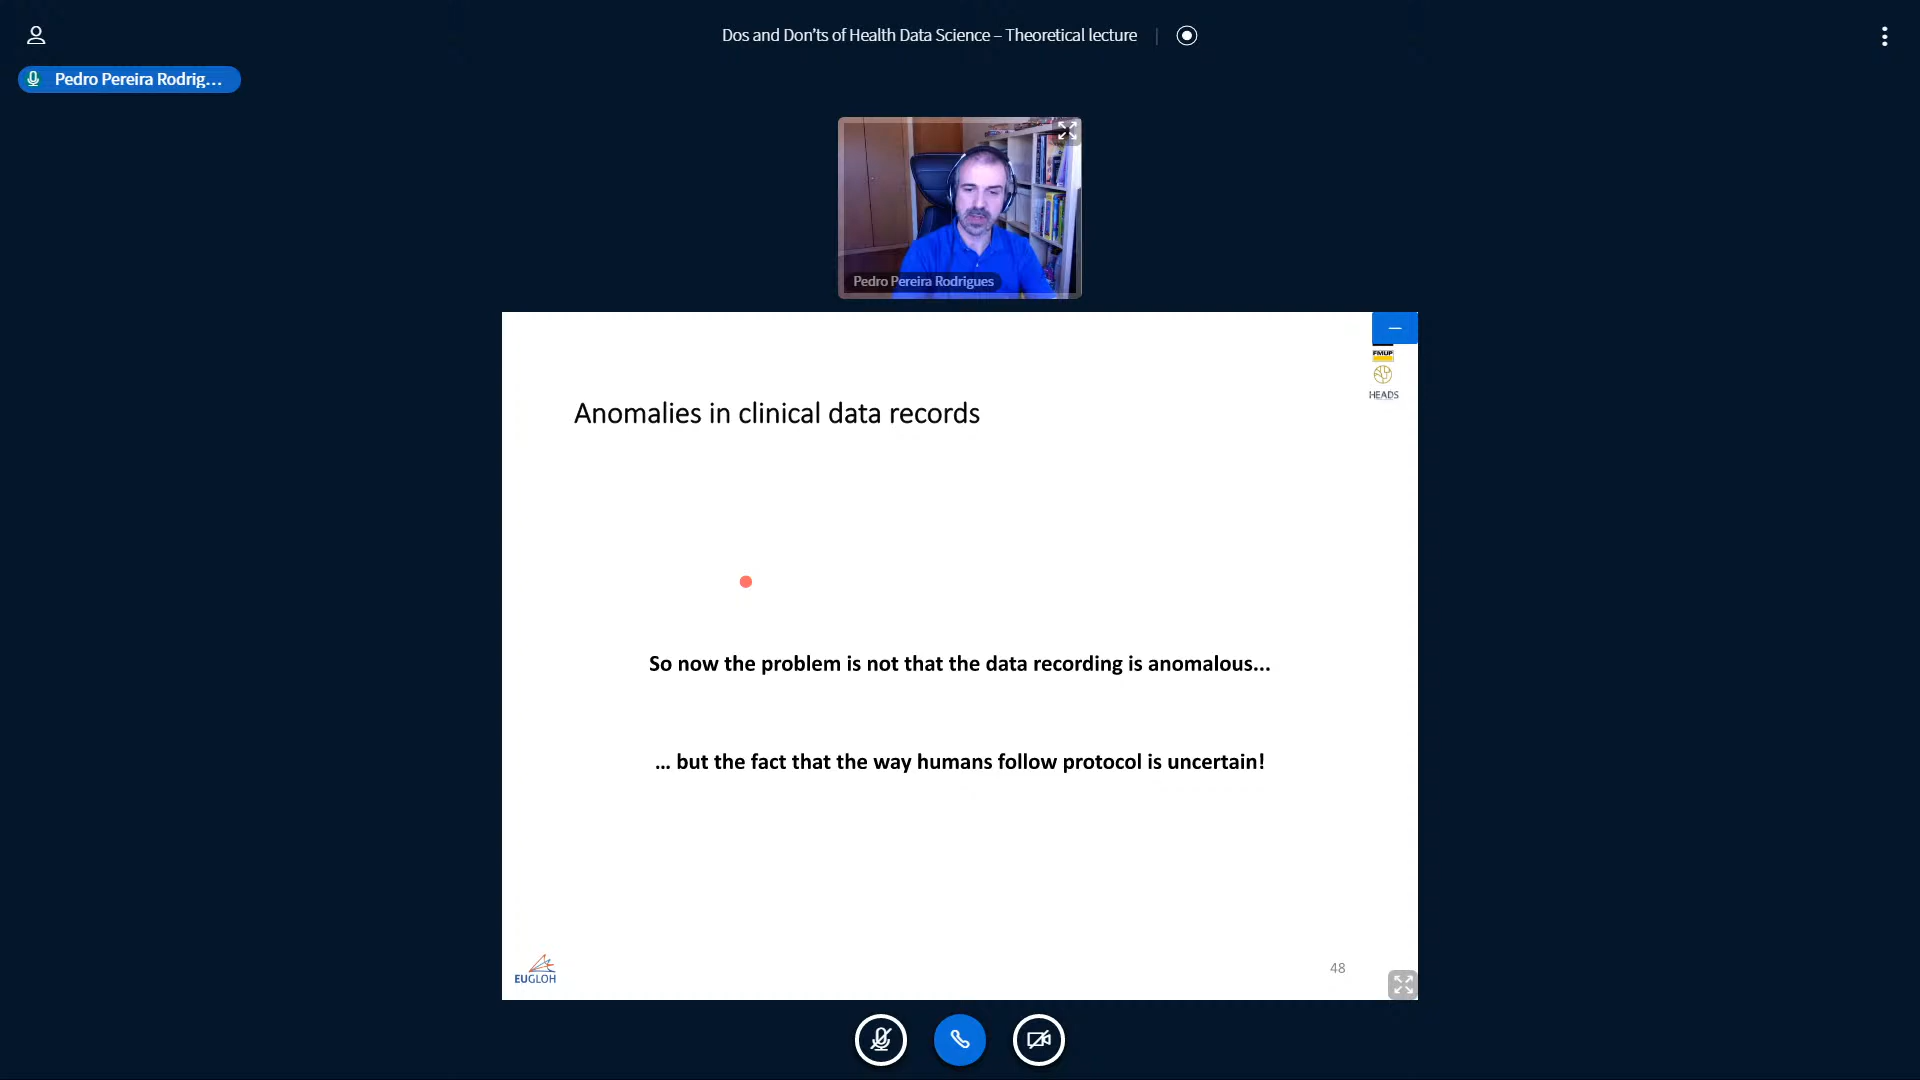 Dos and Don'ts of Health Data Science – Theoretical lecture
Pedro Pereira Rodrig...
Pedro Pereira Rodrigues
FMUP
HEADS
Anomalies in clinical data records
So now the problem is not that the data recording is anomalous...
... but the fact that the way humans follow protocol is uncertain!
EUGLOH
48